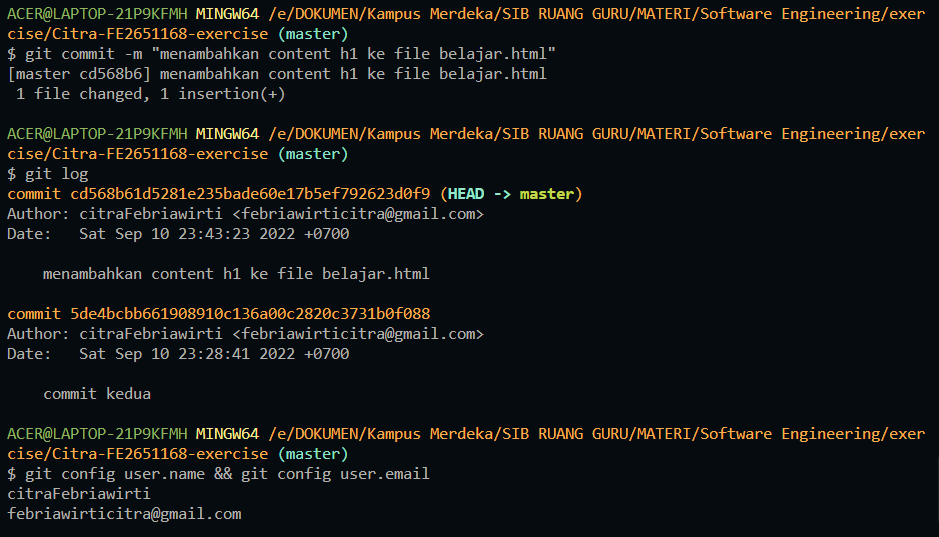 ACER@LAPTOP-21P9KFMH MINGW64 /e/DOKUMEN/Kampus Merdeka/SIB RUANG GURU/MATERI/Software Engineering/exer
cise/Citra-FE2651168-exercise (master)
$ git commit -m "menambahkan content h1 ke file belajar.html"
[master cd568b6] menambahkan content h1 ke file belajar.html
 1 file changed, 1 insertion(+)

ACER@LAPTOP-21P9KFMH MINGW64 /e/DOKUMEN/Kampus Merdeka/SIB RUANG GURU/MATERI/Software Engineering/exer
cise/Citra-FE2651168-exercise (master)
$ git log
commit cd568b61d5281e235bade60e17b5ef792623d0f9 (HEAD -> master)
Author: citraFebriawirti <febriawirticitra@gmail.com>
Date:   Sat Sep 10 23:43:23 2022 +0700

    menambahkan content h1 ke file belajar.html

commit 5de4bcbb661908910c136a00c2820c3731b0f088
Author: citraFebriawirti <febriawirticitra@gmail.com>
Date:   Sat Sep 10 23:28:41 2022 +0700

    commit kedua

ACER@LAPTOP-21P9KFMH MINGW64 /e/DOKUMEN/Kampus Merdeka/SIB RUANG GURU/MATERI/Software Engineering/exer
cise/Citra-FE2651168-exercise (master)
$ git config user.name && git config user.email
citraFebriawirti
febriawirticitra@gmail.com